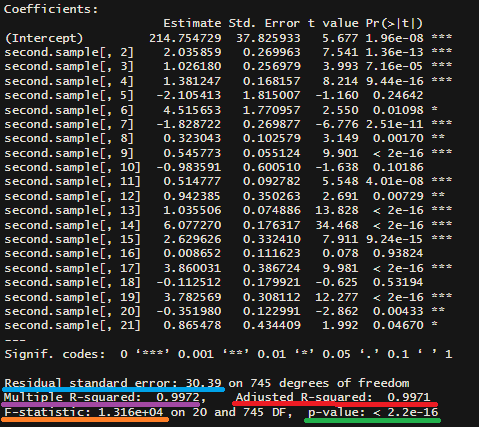 Coefficients:
Estimate Std. Error t value Pr(>|t|)
(Intercept) 214.754729 37.825933 5.677 1.96e-08 ***
second.sample[, 2] 2.035859 0.269963 7.541 1.36e-13 ***
second.sample[, 3] 1.026180 0.256979 3.993 7.16e-05 ***
second.sample[, 4] 1.381247 0.168157 8.214 9.44e-16 ***
second.sample[, 5] -2.105413 1.815007 -1.160 0.24642
second.sample[, 6] 4.515653 1.770957 2.550 0.01098 *
second.sample[, 7] -1.828722 0.269877 -6.776 2.51e-11 ***
second.sample[, 8] 0.323043 0.102579 3.149 0.00170 **
second.sample[, 9] 0.545773 0.055124 9.901 < 2e-16 ***
second.sample[, 10] -0.983591 0.600510 -1.638 0.10186
second.sample[, 11] 0.514777 0.092782 5.548 4.01e-08 ***
second.sample[, 12] 0.942385 0.350263 2.691 0.00729 **
second.sample[, 13] 1.035506 0.074886 13.828 < 2e-16 ***
second.sample[, 14] 6.077270 0.176317 34.468 < 2e-16 ***
second.sample[, 15] 2.629626 0.332410 7.911 9.24e-15 ***
second.sample[, 16] 0.008652 0.111623 0.078 0.93824
second.sample[, 17] 3.860031 0.386724 9.981 < 2e-16 ***
second.sample[, 18] -0.112512 0.179921 -0.625 0.53194
second.sample[, 19] 3.782569 0.308112 12.277 < 2e-16 ***
second.sample[, 20] -0.351980 0.122991 -2.862 0.00433 **
second.sample[, 21] 0.865478 0.434409 1.992 0.04670 *
---
Signif. codes: 0 ‘***’ 0.001 ‘**’ 0.01 ‘*’ 0.05 ‘.’ 0.1 ‘ ’ 1
Residual standard error: 30.39 on 745 degrees of freedom
Multiple R-squared: 0.9972, Adjusted R-squared: 0.9971
F-statistic: 1.316e+04 on 20 and 745 DF, p-value: < 2.2e-16